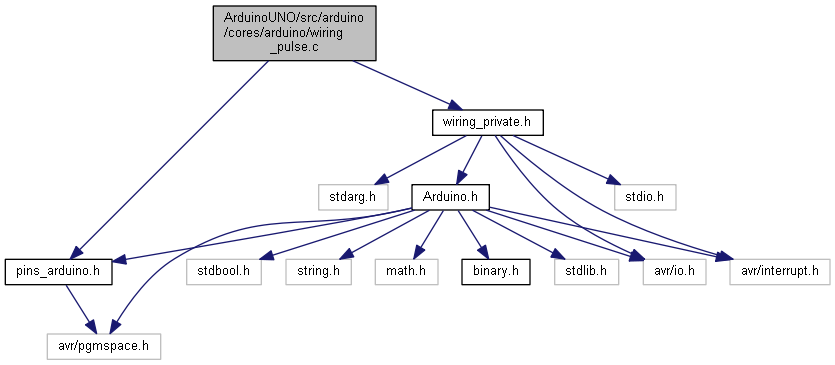 ArduinoUNO/src/arduino
/cores/arduino/wiring
_pulse.c
wiring_private.h
stdarg.h
Arduino.h
stdio.h
pins_arduino.h
stdbool.h
string.h
math.h
binary.h
stdlib.h
avr/io.h
avr/interrupt.h
avr/pgmspace.h